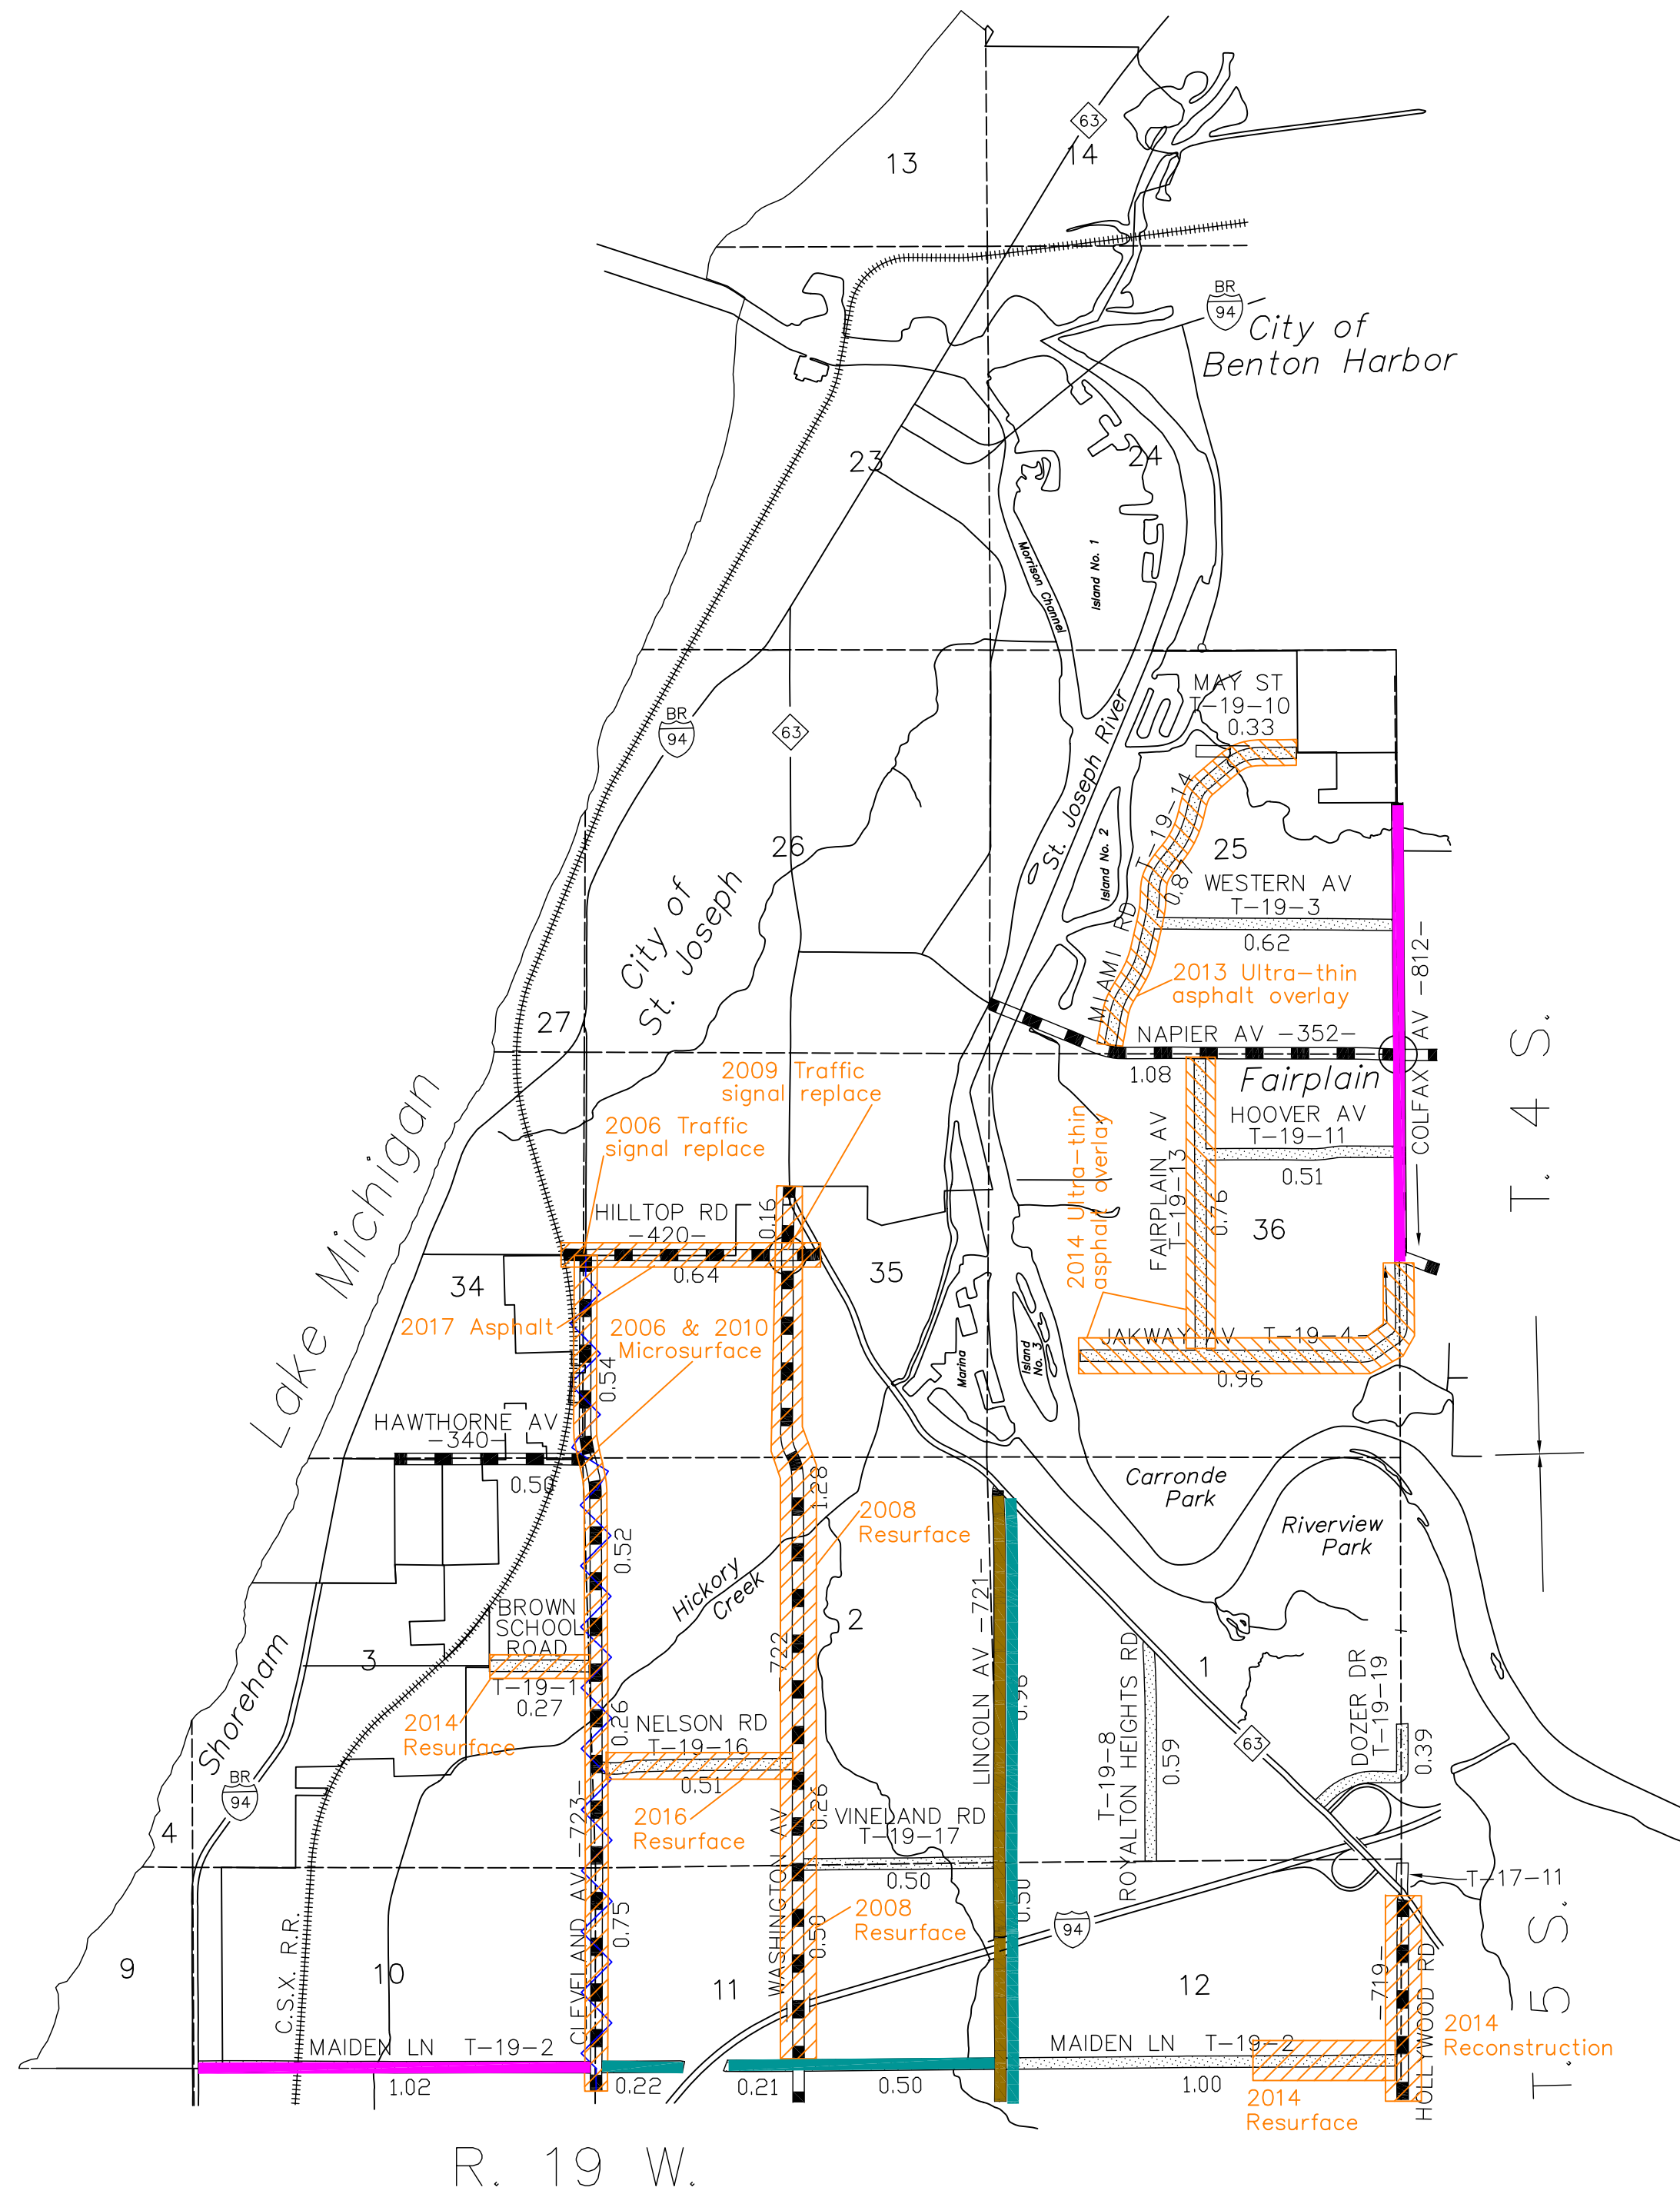 63
13
14
BR
94
City of
Benton Harbor
23
24
Morrison Channel
Island No. 1
MAY ST
T-19-10
0.33
BR
94
63
St. Joseph River
T-19-14
0.87
MIAMI RD
Island No. 2
26
25
WESTERN AV
T-19-3
0.62
City of
St. Joseph
2013 Ultra-thin
asphalt overlay
COLFAX AV -812-
27
NAPIER AV -352-
1.08
Fairplain
T. 4 S.
2009 Traffic
signal replace
2006 Traffic
signal replace
HOOVER AV
T-19-11
0.51
2014 Ultra-thin
asphalt overlay
FAIRPLAIN AV
T-19-13
0.76
Lake Michigan
HILLTOP RD
-420-
0.16
0.64
34
35
36
2017 Asphalt
2006 & 2010
Microsurface
0.54
Marina
Island
No. 3
JAKWAY AV T-19-4-
0.96
HAWTHORNE AV
-340-
0.50
1.28
Carronde
Park
2008
Resurface
Riverview
Park
0.52
Hickory
Creek
BROWN
SCHOOL
ROAD
T-19-1
0.27
3
2
1
-722-
LINCOLN AV -721-
0.96
Shoreham
2014
Resurface
0.26
NELSON RD
T-19-16
0.51
T-19-8
ROYALTON HEIGHTS RD
0.59
63
DOZER DR
T-19-19
0.39
BR
94
4
2016
Resurface
0.26
VINELAND RD
T-19-17
0.50
T-17-11
CLEVELAND AV -723-
0.75
WASHINGTON AV
0.50
2008
Resurface
0.50
94
9
10
11
12
C.S.X. R.R.
-719-
HOLLYWOOD RD
T. 5 S.
MAIDEN LN T-19-2
1.02
0.22
0.21
0.50
MAIDEN LN T-19-2
1.00
2014
Reconstruction
2014
Resurface
R. 19 W.